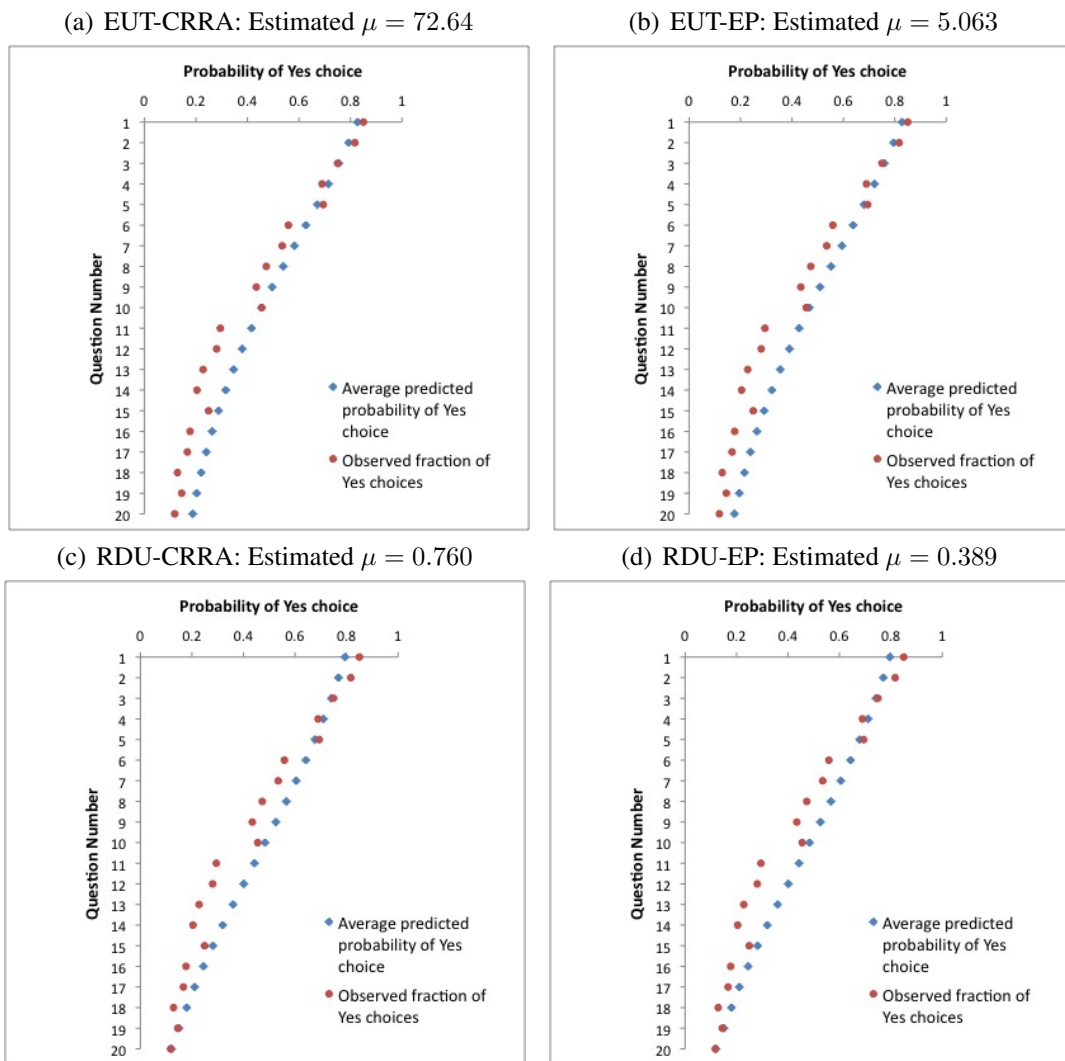 (a) EUT-CRRA: Estimated μ = 72.64
Probability of Yes choice
0 0.2 0.4 0.6 0.8 1
Question Number
1
2
3
4
5
6
7
8
9
10
11
12
13
14
15
16
17
18
19
20
Average predicted
probability of Yes
choice
Observed fraction of
Yes choices
(b) EUT-EP: Estimated μ = 5.063
Probability of Yes choice
0 0.2 0.4 0.6 0.8 1
Question Number
1
2
3
4
5
6
7
8
9
10
11
12
13
14
15
16
17
18
19
20
Average predicted
probability of Yes
choice
Observed fraction of
Yes choices
(c) RDU-CRRA: Estimated μ = 0.760
Probability of Yes choice
0 0.2 0.4 0.6 0.8 1
Question Number
1
2
3
4
5
6
7
8
9
10
11
12
13
14
15
16
17
18
19
20
Average predicted
probability of Yes
choice
Observed fraction of
Yes choices
(d) RDU-EP: Estimated μ = 0.389
Probability of Yes choice
0 0.2 0.4 0.6 0.8 1
Question Number
1
2
3
4
5
6
7
8
9
10
11
12
13
14
15
16
17
18
19
20
Average predicted
probability of Yes
choice
Observed fraction of
Yes choices